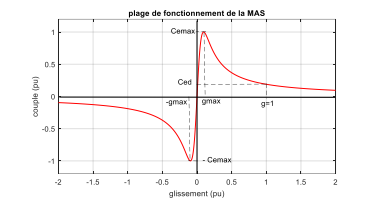 plage de fonctionnement de la MAS
couple (pu)
1
0.5
0
-0.5
-1
Cemax
Ced
-gmax
gmax
g=1
- Cemax
-2
-1.5
-1
-0.5
0
0.5
1
1.5
2
glissement (pu)